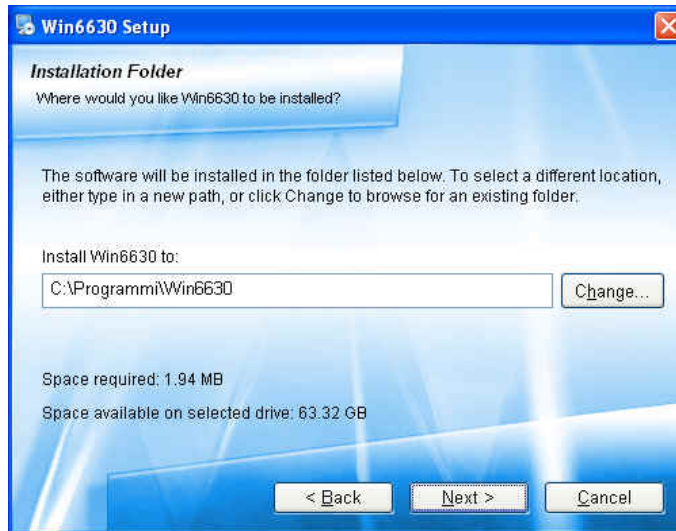 Win6630 Setup
Installation Folder
Where would you like Win6630 to be installed?
The software will be installed in the folder listed below. To select a different location,
either type in a new path, or click Change to browse for an existing folder.
Install Win6630 to:
C:\Programmi\Win6630
Change...
Space required: 1.94 MB
Space available on selected drive: 63.32 GB
< Back
Next >
Cancel